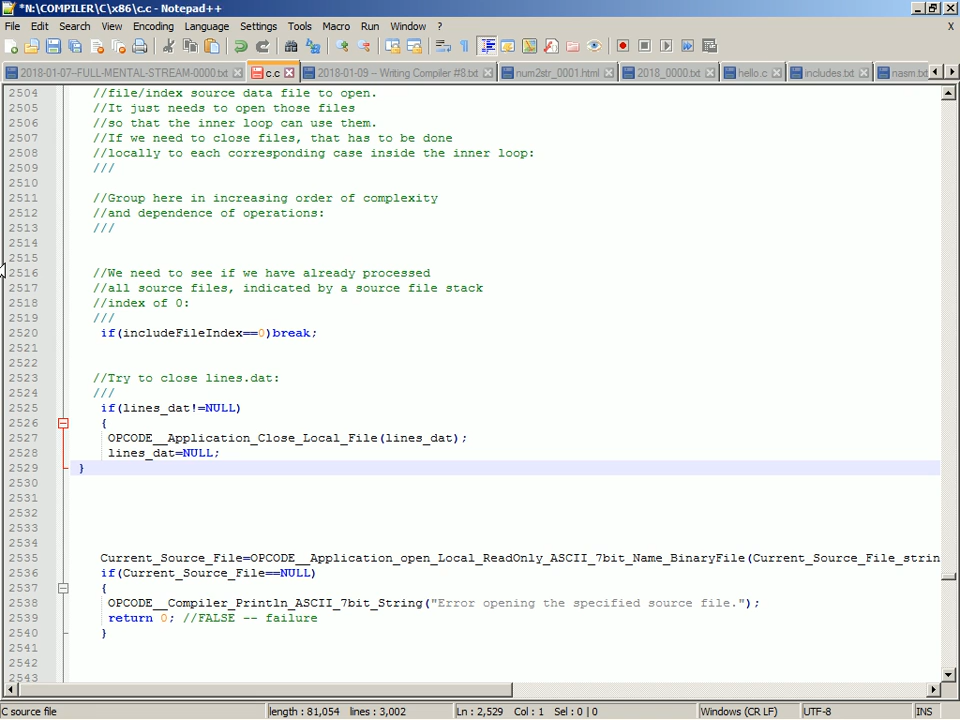 *N:\COMPILER\C\x86\c.c - Notepad++
File Edit Search View Encoding Language Settings Tools Macro Run Window ? X
2018-01-07-FULL-MENTAL-STREAM-0000.txt c.c 2018-01-09 -- Writing Compiler #8.txt num2str_0001.html 2018_0000.txt hello.c includes.txt nasm.tx
2504 //file/index source data file to open.
2505 //It just needs to open those files
2506 //so that the inner loop can use them.
2507 //If we need to close files, that has to be done
2508 //locally to each corresponding case inside the inner loop:
2509 ///
2510
2511 //Group here in increasing order of complexity
2512 //and dependence of operations:
2513 ///
2514
2515
2516 //We need to see if we have already processed
2517 //all source files, indicated by a source file stack
2518 //index of 0:
2519 ///
2520 if(includeFileIndex==0)break;
2521
2522
2523 //Try to close lines.dat:
2524 ///
2525 if(lines_dat!=NULL)
2526 {
2527 OPCODE__Application_Close_Local_File(lines_dat);
2528 lines_dat=NULL;
2529 }
2530
2531
2532
2533
2534
2535 Current_Source_File=OPCODE__Application_open_Local_ReadOnly_ASCII_7bit_Name_BinaryFile(Current_Source_File_strin
2536 if(Current_Source_File==NULL)
2537 {
2538 OPCODE__Compiler_Println_ASCII_7bit_String("Error opening the specified source file.");
2539 return 0; //FALSE -- failure
2540 }
2541
2542
2543
C source file length : 81,054 lines : 3,002 Ln : 2,529 Col : 1 Sel : 0 | 0 Windows (CR LF) UTF-8 INS